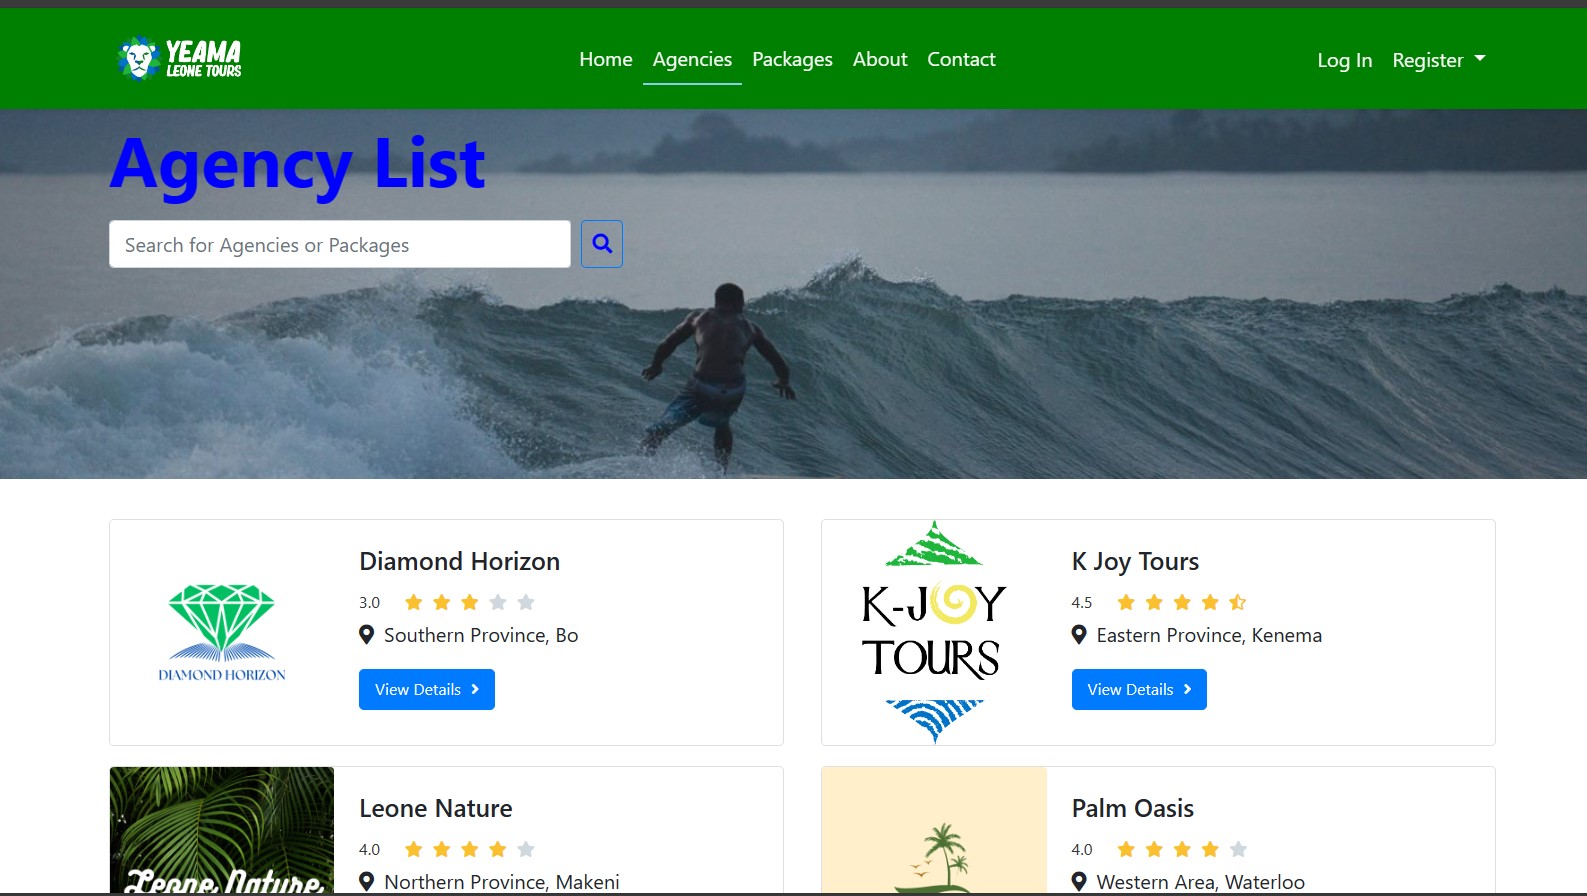 YEAMA
LEONE TOURS
Home Agencies Packages About Contact
Log In Register
Agency List
Search for Agencies or Packages
DIAMOND HORIZON
Diamond Horizon
3.0
Southern Province, Bo
View Details
K-JOY
TOURS
K Joy Tours
4.5
Eastern Province, Kenema
View Details
Leone Nature
Leone Nature
4.0
Northern Province, Makeni
Palm Oasis
4.0
Western Area, Waterloo